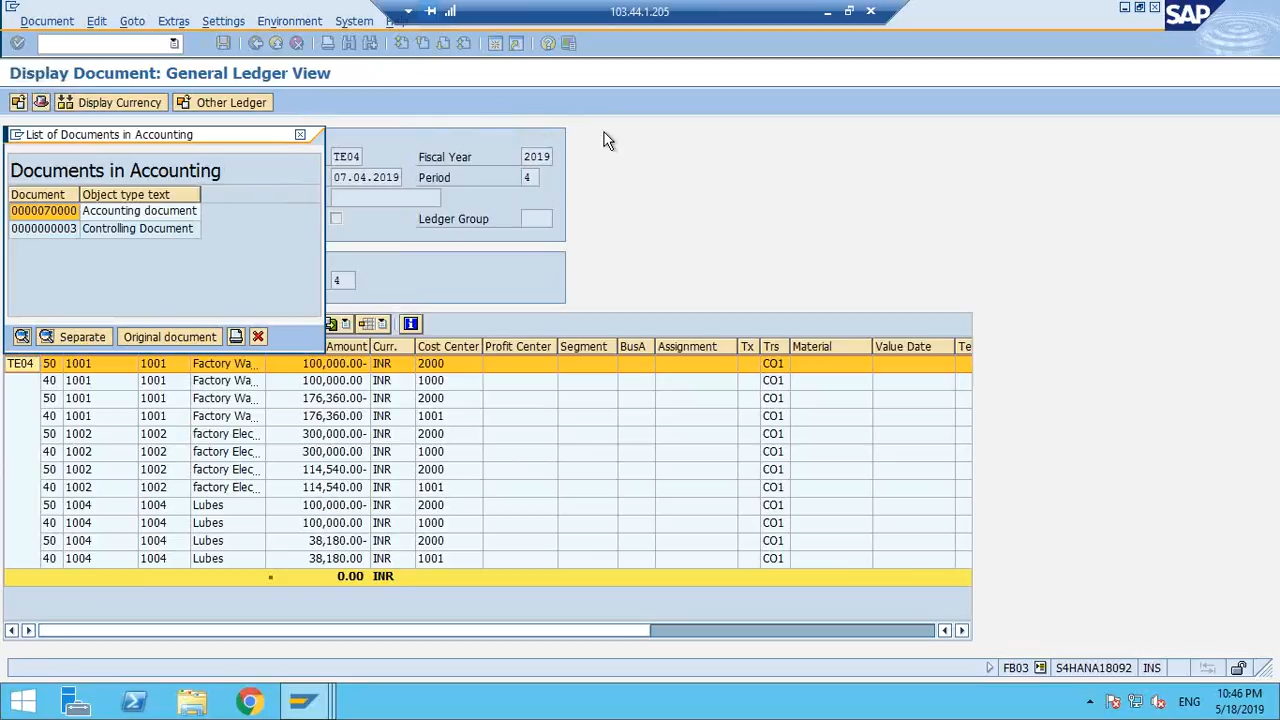 103.44.1.205
Document Edit Goto Extras Settings Environment System
SAP
Display Document: General Ledger View
Display Currency Other Ledger
List of Documents in Accounting
Documents in Accounting
Document Object type text
0000070000 Accounting document
0000000003 Controlling Document
Separate Original document
TE04 Fiscal Year 2019
07.04.2019 Period 4
Ledger Group
4
Amount Curr. Cost Center Profit Center Segment BusA Assignment Tx Trs Material Value Date Te
TE04 50 1001 1001 Factory Wa... 100,000.00- INR 2000 CO1
40 1001 1001 Factory Wa... 100,000.00 INR 1000 CO1
50 1001 1001 Factory Wa... 176,360.00- INR 2000 CO1
40 1001 1001 Factory Wa... 176,360.00 INR 1001 CO1
50 1002 1002 factory Elec... 300,000.00- INR 2000 CO1
40 1002 1002 factory Elec... 300,000.00 INR 1000 CO1
50 1002 1002 factory Elec... 114,540.00- INR 2000 CO1
40 1002 1002 factory Elec... 114,540.00 INR 1001 CO1
50 1004 1004 Lubes 100,000.00- INR 2000 CO1
40 1004 1004 Lubes 100,000.00 INR 1000 CO1
50 1004 1004 Lubes 38,180.00- INR 2000 CO1
40 1004 1004 Lubes 38,180.00 INR 1001 CO1
0.00 INR
FB03 S4HANA18092 INS
ENG
10:46 PM
5/18/2019